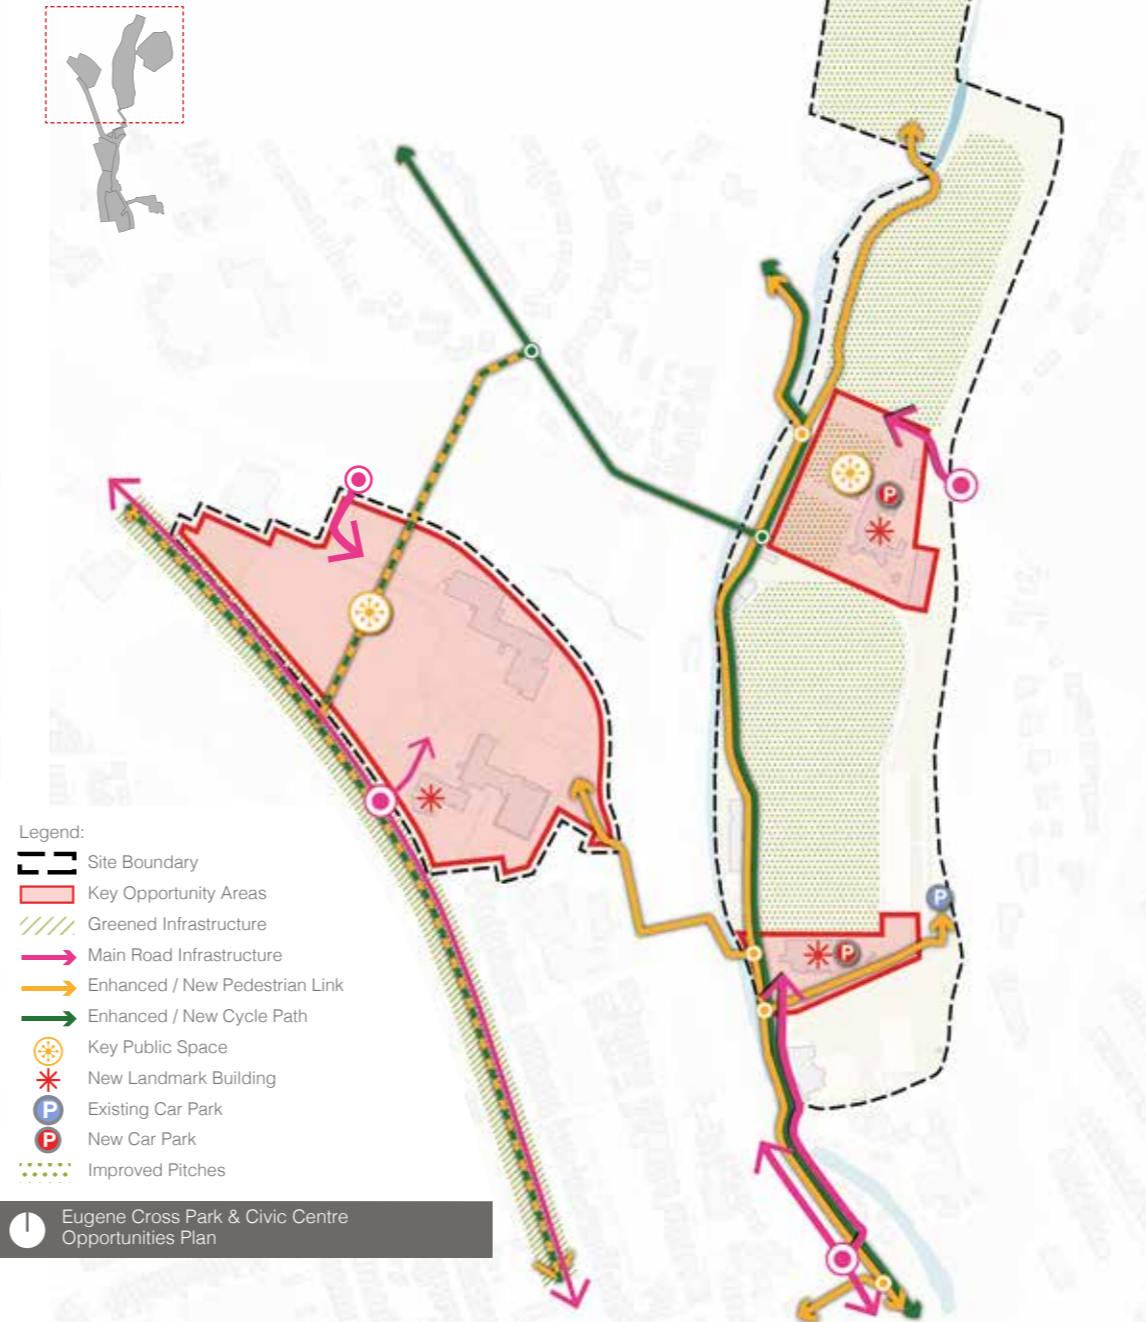 P
P
P
Legend:
Site Boundary
Key Opportunity Areas
Greened Infrastructure
Main Road Infrastructure
Enhanced / New Pedestrian Link
Enhanced / New Cycle Path
Key Public Space
New Landmark Building
P Existing Car Park
P New Car Park
Improved Pitches
Eugene Cross Park & Civic Centre
Opportunities Plan